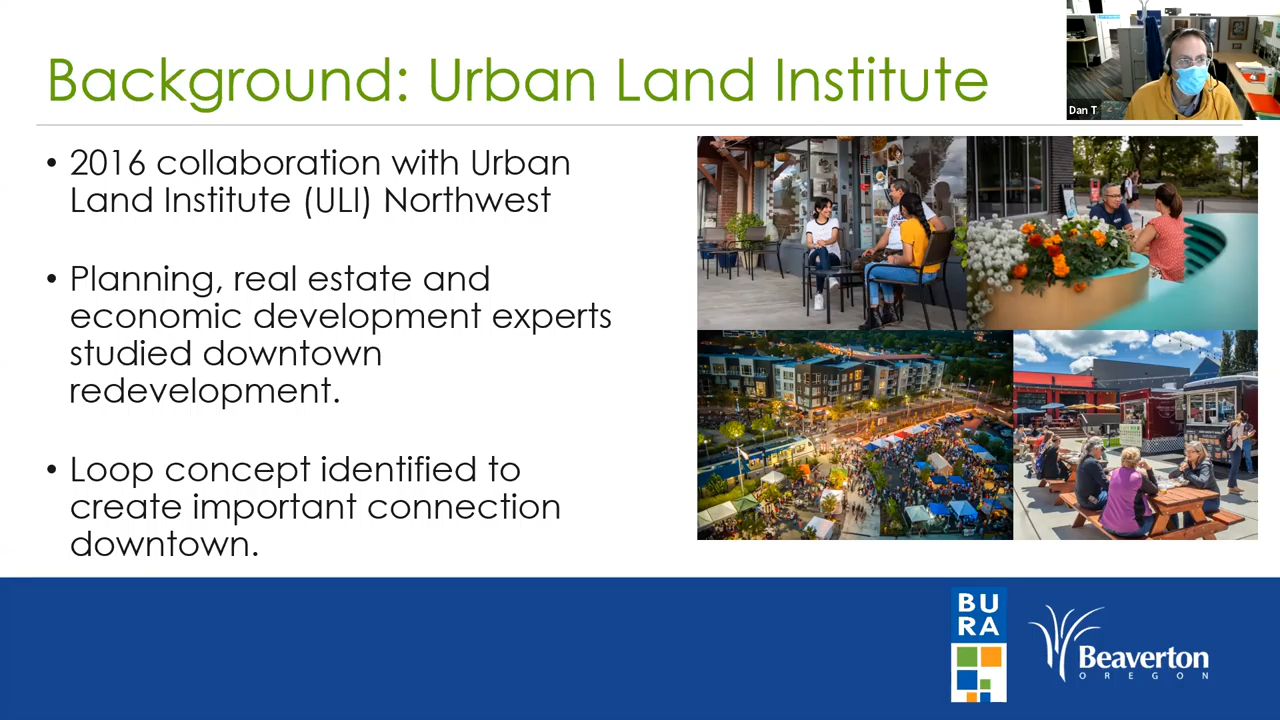 Background: Urban Land Institute
Dan T
• 2016 collaboration with Urban
Land Institute (ULI) Northwest
• Planning, real estate and
economic development experts
studied downtown
redevelopment.
• Loop concept identified to
create important connection
downtown.
BU
RA
Beaverton
OREGON